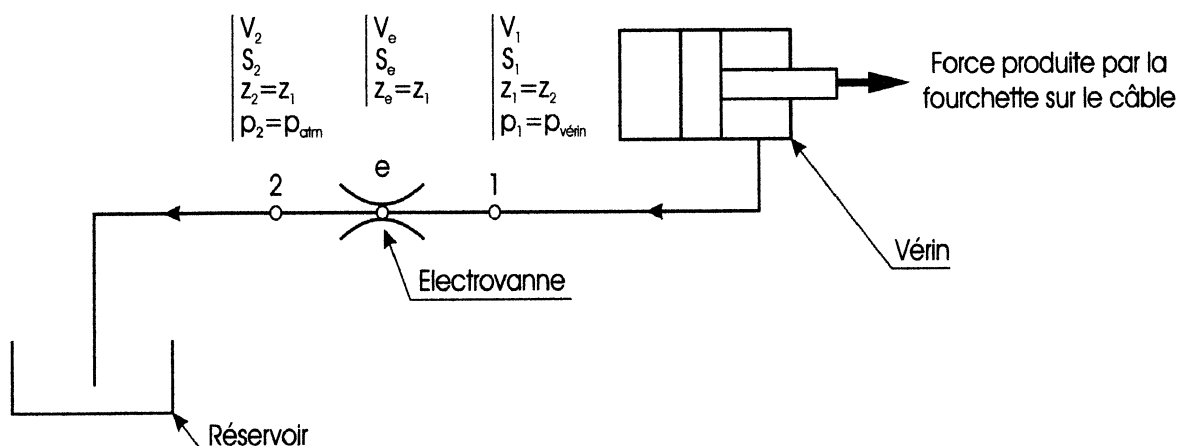 V₂
S₂
z₂=z₁
p₂=pₐₜₘ
Vₑ
Sₑ
zₑ=z₁
V₁
S₁
z₁=z₂
p₁=p vérin
Force produite par la
fourchette sur le câble
2
e
1
Vérin
Electrovanne
Réservoir